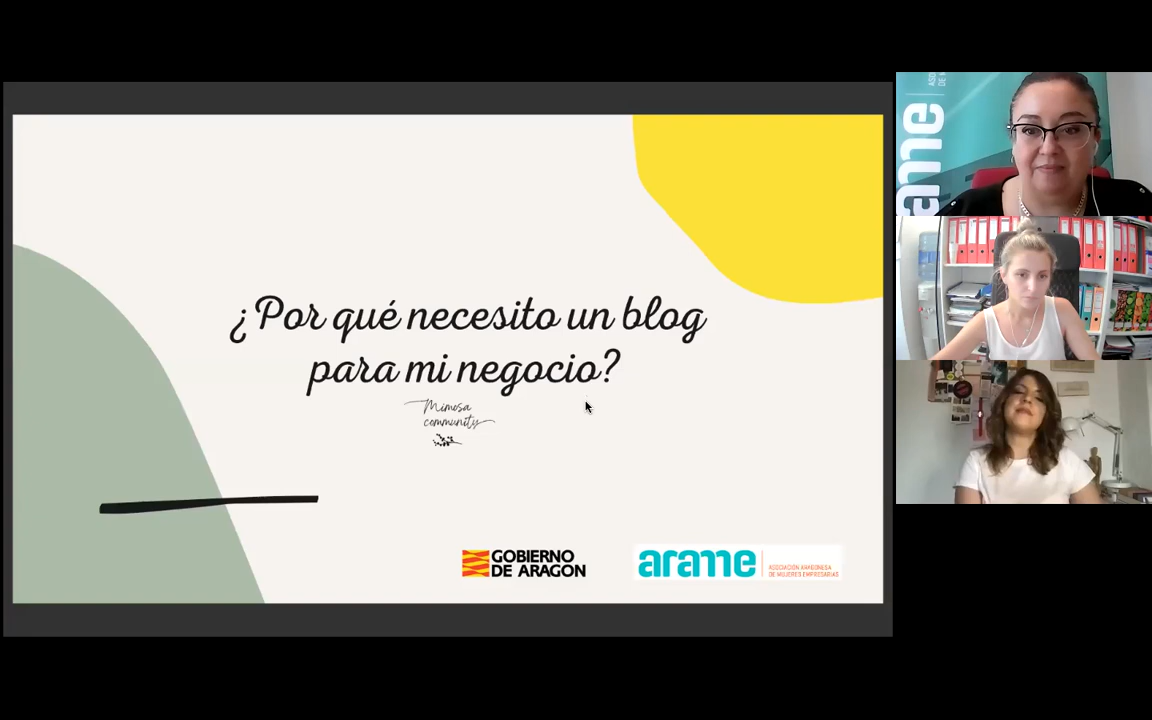 ¿Por qué necesito un blog
para mi negocio?
Mimosa
community
GOBIERNO
DE ARAGON
arame
ASOCIACIÓN ARAGONESA
DE MUJERES EMPRESARIAS
ame